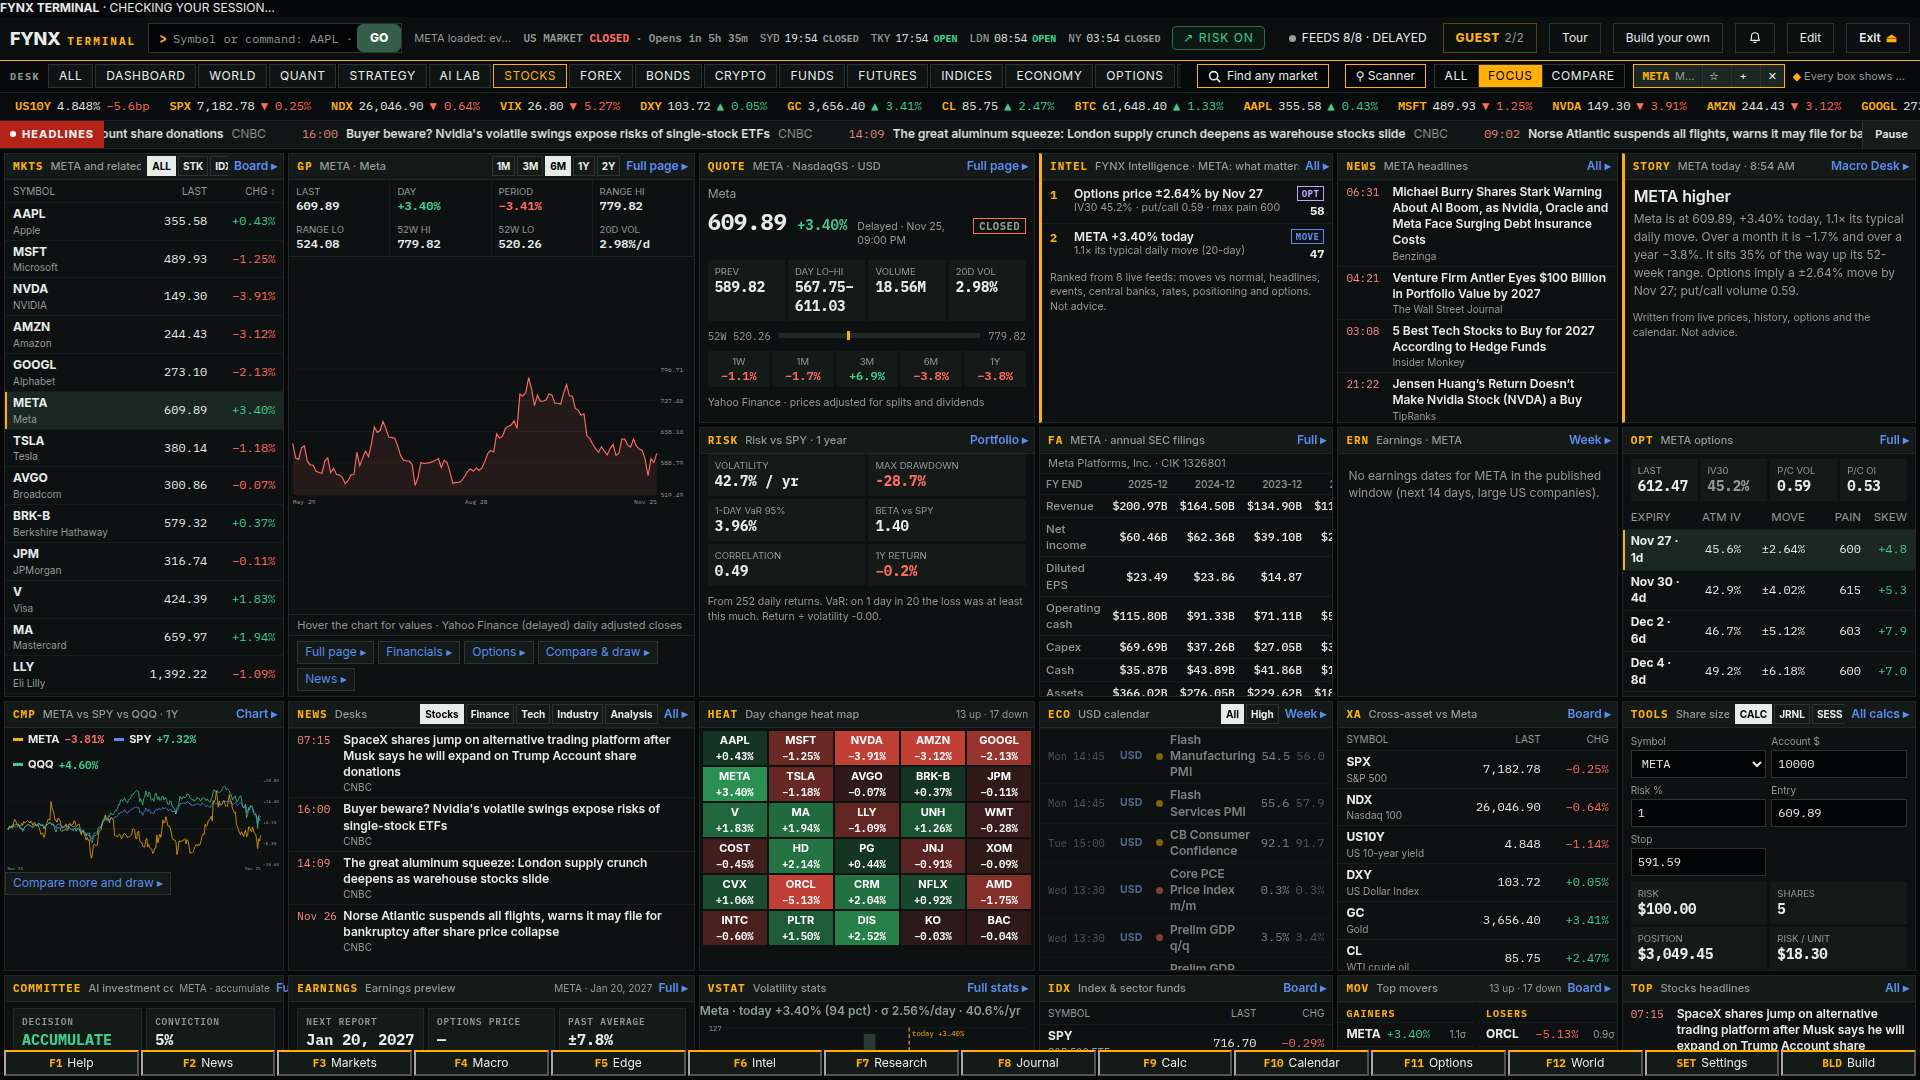 FYNX TERMINAL · CHECKING YOUR SESSION...
FYNX TERMINAL > Symbol or command: AAPL · GO META loaded: ev... US MARKET CLOSED · Opens in 5h 35m SYD 19:54 CLOSED TKY 17:54 OPEN LDN 08:54 OPEN NY 03:54 CLOSED ↗ RISK ON FEEDS 8/8 · DELAYED GUEST 2/2 Tour Build your own Edit Exit
DESK ALL DASHBOARD WORLD QUANT STRATEGY AI LAB STOCKS FOREX BONDS CRYPTO FUNDS FUTURES INDICES ECONOMY OPTIONS Find any market Scanner ALL FOCUS COMPARE META M... ☆ + ✕ ◆ Every box shows ...
US10Y 4.848% −5.6bp SPX 7,182.78 ▼ 0.25% NDX 26,046.90 ▼ 0.64% VIX 26.80 ▼ 5.27% DXY 103.72 ▲ 0.05% GC 3,656.40 ▲ 3.41% CL 85.75 ▲ 2.47% BTC 61,648.40 ▲ 1.33% AAPL 355.58 ▲ 0.43% MSFT 489.93 ▼ 1.25% NVDA 149.30 ▼ 3.91% AMZN 244.43 ▼ 3.12% GOOGL 273
HEADLINES ount share donations CNBC 16:00 Buyer beware? Nvidia's volatile swings expose risks of single-stock ETFs CNBC 14:09 The great aluminum squeeze: London supply crunch deepens as warehouse stocks slide CNBC 09:02 Norse Atlantic suspends all flights, warns it may file for ba Pause
MKTS META and related ALL STK IDX Board ▸
SYMBOL LAST CHG ↕
AAPL 355.58 +0.43%
Apple
MSFT 489.93 −1.25%
Microsoft
NVDA 149.30 −3.91%
NVIDIA
AMZN 244.43 −3.12%
Amazon
GOOGL 273.10 −2.13%
Alphabet
META 609.89 +3.40%
Meta
TSLA 380.14 −1.18%
Tesla
AVGO 300.86 −0.07%
Broadcom
BRK-B 579.32 +0.37%
Berkshire Hathaway
JPM 316.74 −0.11%
JPMorgan
V 424.39 +1.83%
Visa
MA 659.97 +1.94%
Mastercard
LLY 1,392.22 −1.09%
Eli Lilly
GP META · Meta 1M 3M 6M 1Y 2Y Full page ▸
LAST DAY PERIOD RANGE HI
609.89 +3.40% −3.41% 779.82
RANGE LO 52W HI 52W LO 20D VOL
524.08 779.82 520.26 2.98%/d
796.71
727.40
658.10
588.79
519.49
May 29 Aug 28 Nov 25
Hover the chart for values · Yahoo Finance (delayed) daily adjusted closes
Full page ▸ Financials ▸ Options ▸ Compare & draw ▸
News ▸
QUOTE META · NasdaqGS · USD Full page ▸
Meta
609.89 +3.40% Delayed · Nov 25, 09:00 PM CLOSED
PREV DAY LO–HI VOLUME 20D VOL
589.82 567.75–611.03 18.56M 2.98%
52W 520.26 779.82
1W 1M 3M 6M 1Y
−1.1% −1.7% +6.9% −3.8% −3.8%
Yahoo Finance · prices adjusted for splits and dividends
INTEL FYNX Intelligence · META: what matters All ▸
1 Options price ±2.64% by Nov 27 OPT
IV30 45.2% · put/call 0.59 · max pain 600 58
2 META +3.40% today MOVE
1.1× its typical daily move (20-day) 47
Ranked from 8 live feeds: moves vs normal, headlines,
events, central banks, rates, positioning and options.
Not advice.
NEWS META headlines All ▸
06:31 Michael Burry Shares Stark Warning
About AI Boom, as Nvidia, Oracle and
Meta Face Surging Debt Insurance
Costs
Benzinga
04:21 Venture Firm Antler Eyes $100 Billion
in Portfolio Value by 2027
The Wall Street Journal
03:08 5 Best Tech Stocks to Buy for 2027
According to Hedge Funds
Insider Monkey
21:22 Jensen Huang's Return Doesn't
Make Nvidia Stock (NVDA) a Buy
TipRanks
STORY META today · 8:54 AM Macro Desk ▸
META higher
Meta is at 609.89, +3.40% today, 1.1× its typical
daily move. Over a month it is −1.7% and over a
year −3.8%. It sits 35% of the way up its 52-
week range. Options imply a ±2.64% move by
Nov 27; put/call volume 0.59.
Written from live prices, history, options and the
calendar. Not advice.
RISK Risk vs SPY · 1 year Portfolio ▸
VOLATILITY MAX DRAWDOWN
42.7% / yr −28.7%
1-DAY VaR 95% BETA vs SPY
3.96% 1.40
CORRELATION 1Y RETURN
0.49 −0.2%
From 252 daily returns. VaR: on 1 day in 20 the loss was at least
this much. Return ÷ volatility -0.00.
FA META · annual SEC filings Full ▸
Meta Platforms, Inc. · CIK 1326801
FY END 2025-12 2024-12 2023-12 2
Revenue $200.97B $164.50B $134.90B $11
Net income $60.46B $62.36B $39.10B $2
Diluted EPS $23.49 $23.86 $14.87
Operating cash $115.80B $91.33B $71.11B $5
Capex $69.69B $37.26B $27.05B $3
Cash $35.87B $43.89B $41.86B $1
Assets $366.02B $276.05B $229.62B $18
ERN Earnings · META Week ▸
No earnings dates for META in the published
window (next 14 days, large US companies).
OPT META options Full ▸
LAST IV30 P/C VOL P/C OI
612.47 45.2% 0.59 0.53
EXPIRY ATM IV MOVE PAIN SKEW
Nov 27 · 1d 45.6% ±2.64% 600 +4.8
Nov 30 · 4d 42.9% ±4.02% 615 +5.3
Dec 2 · 6d 46.7% ±5.12% 603 +7.9
Dec 4 · 8d 49.2% ±6.18% 600 +7.0
CMP META vs SPY vs QQQ · 1Y Chart ▸
META −3.81% SPY +7.32%
QQQ +4.60%
Compare more and draw ▸
NEWS Desks Stocks Finance Tech Industry Analysis All ▸
07:15 SpaceX shares jump on alternative trading platform after
Musk says he will expand on Trump Account share
donations
CNBC
16:00 Buyer beware? Nvidia's volatile swings expose risks of
single-stock ETFs
CNBC
14:09 The great aluminum squeeze: London supply crunch
deepens as warehouse stocks slide
CNBC
Nov 26 Norse Atlantic suspends all flights, warns it may file for
bankruptcy after share price collapse
CNBC
HEAT Day change heat map 13 up · 17 down
AAPL MSFT NVDA AMZN GOOGL
+0.43% −1.25% −3.91% −3.12% −2.13%
META TSLA AVGO BRK-B JPM
+3.40% −1.18% −0.07% +0.37% −0.11%
V MA LLY UNH WMT
+1.83% +1.94% −1.09% +1.26% −0.28%
COST HD PG JNJ XOM
−0.45% +2.14% +0.44% −0.91% −0.09%
CVX ORCL CRM NFLX AMD
+1.06% −5.13% +2.04% +0.92% −1.75%
INTC PLTR DIS KO BAC
−0.60% +1.50% +2.52% −0.03% −0.04%
ECO USD calendar All High Week ▸
Mon 14:45 USD Flash Manufacturing PMI 54.5 56.0
Mon 14:45 USD Flash Services PMI 55.6 57.9
Tue 15:00 USD CB Consumer Confidence 92.1 91.7
Wed 13:30 USD Core PCE Price Index m/m 0.3% 0.3%
Wed 13:30 USD Prelim GDP q/q 3.5% 3.4%
Prelim GDP
XA Cross-asset vs Meta Board ▸
SYMBOL LAST CHG
SPX 7,182.78 −0.25%
S&P 500
NDX 26,046.90 −0.64%
Nasdaq 100
US10Y 4.848 −1.14%
US 10-year yield
DXY 103.72 +0.05%
US Dollar Index
GC 3,656.40 +3.41%
Gold
CL 85.75 +2.47%
WTI crude oil
TOOLS Share size CALC JRNL SESS All calcs ▸
Symbol Account $
META 10000
Risk % Entry
1 609.89
Stop
591.59
RISK SHARES
$100.00 5
POSITION RISK / UNIT
$3,049.45 $18.30
COMMITTEE AI investment cc META · accumulate Fu
DECISION CONVICTION
ACCUMULATE 5%
EARNINGS Earnings preview META · Jan 20, 2027 Full ▸
NEXT REPORT OPTIONS PRICE PAST AVERAGE
Jan 20, 2027 — ±7.8%
VSTAT Volatility stats Full stats ▸
Meta · today +3.40% (94 pct) · σ 2.56%/day · 40.6%/yr
127 today +3.40%
IDX Index & sector funds Board ▸
SYMBOL LAST CHG
SPY 716.70 −0.29%
MOV Top movers 13 up · 17 down Board ▸
GAINERS LOSERS
META +3.40% 1.1σ ORCL −5.13% 0.9σ
TOP Stocks headlines All ▸
07:15 SpaceX shares jump on alternative
trading platform after Musk says he will
expand on Trump Account share
F1 Help F2 News F3 Markets F4 Macro F5 Edge F6 Intel F7 Research F8 Journal F9 Calc F10 Calendar F11 Options F12 World SET Settings BLD Build